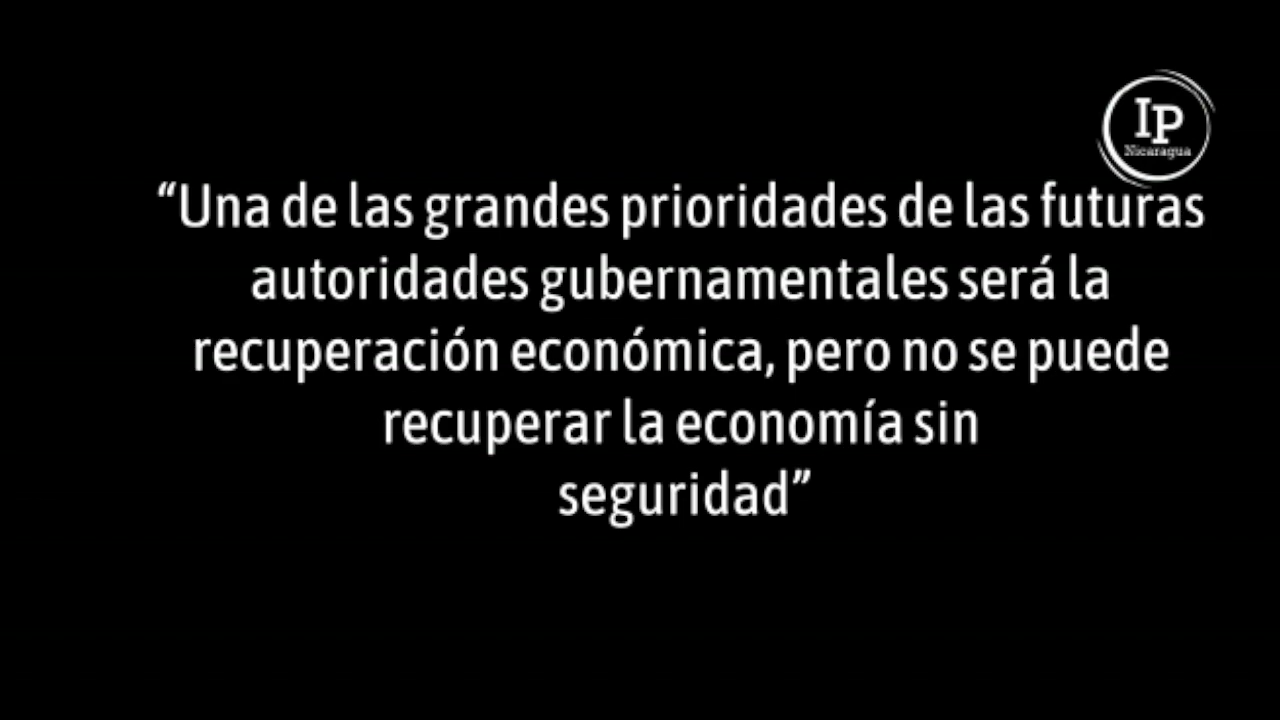 IP
Nicaragua
“Una de las grandes prioridades de las futuras
autoridades gubernamentales será la
recuperación económica, pero no se puede
recuperar la economía sin
seguridad”